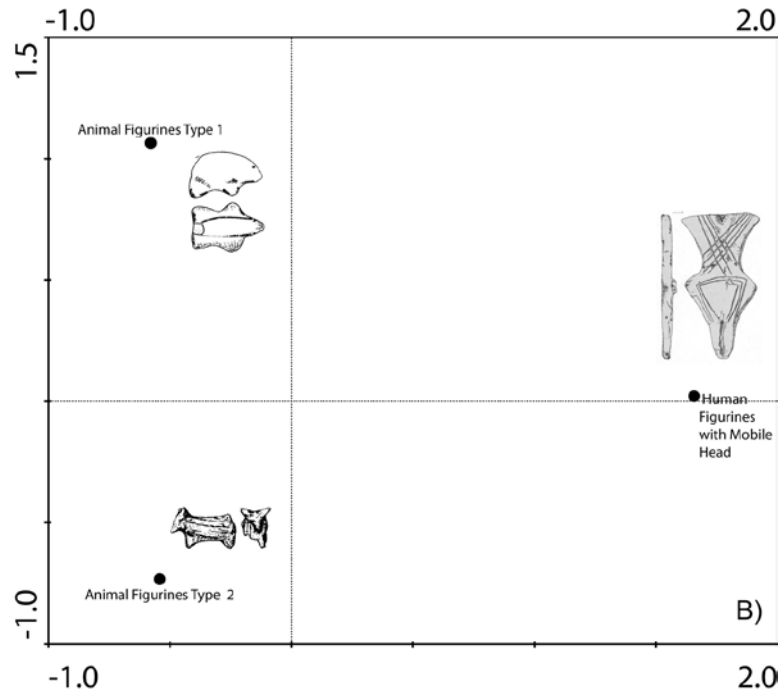 -1.0
2.0
1.5
Animal Figurines Type 1
Human
Figurines
with Mobile
Head
Animal Figurines Type 2
B)
-1.0
-1.0
2.0